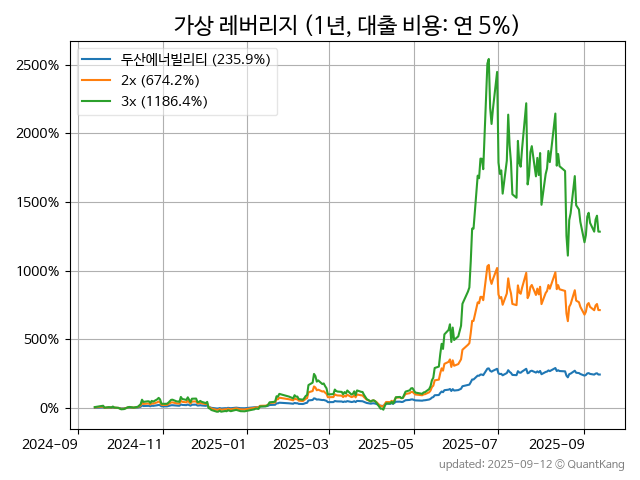 가상 레버리지 (1년, 대출 비용: 연 5%)
두산에너빌리티 (235.9%)
2x (674.2%)
3x (1186.4%)
2500%
2000%
1500%
1000%
500%
0%
2024-09 2024-11 2025-01 2025-03 2025-05 2025-07 2025-09
updated: 2025-09-12 © QuantKang